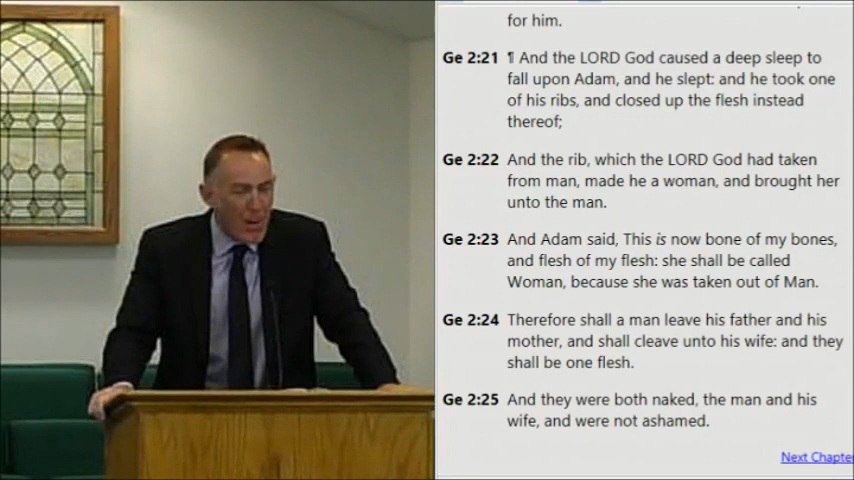 for him.
Ge 2:21 ¶ And the LORD God caused a deep sleep to
fall upon Adam, and he slept: and he took one
of his ribs, and closed up the flesh instead
thereof;
Ge 2:22 And the rib, which the LORD God had taken
from man, made he a woman, and brought her
unto the man.
Ge 2:23 And Adam said, This is now bone of my bones,
and flesh of my flesh: she shall be called
Woman, because she was taken out of Man.
Ge 2:24 Therefore shall a man leave his father and his
mother, and shall cleave unto his wife: and they
shall be one flesh.
Ge 2:25 And they were both naked, the man and his
wife, and were not ashamed.
Next Chapter